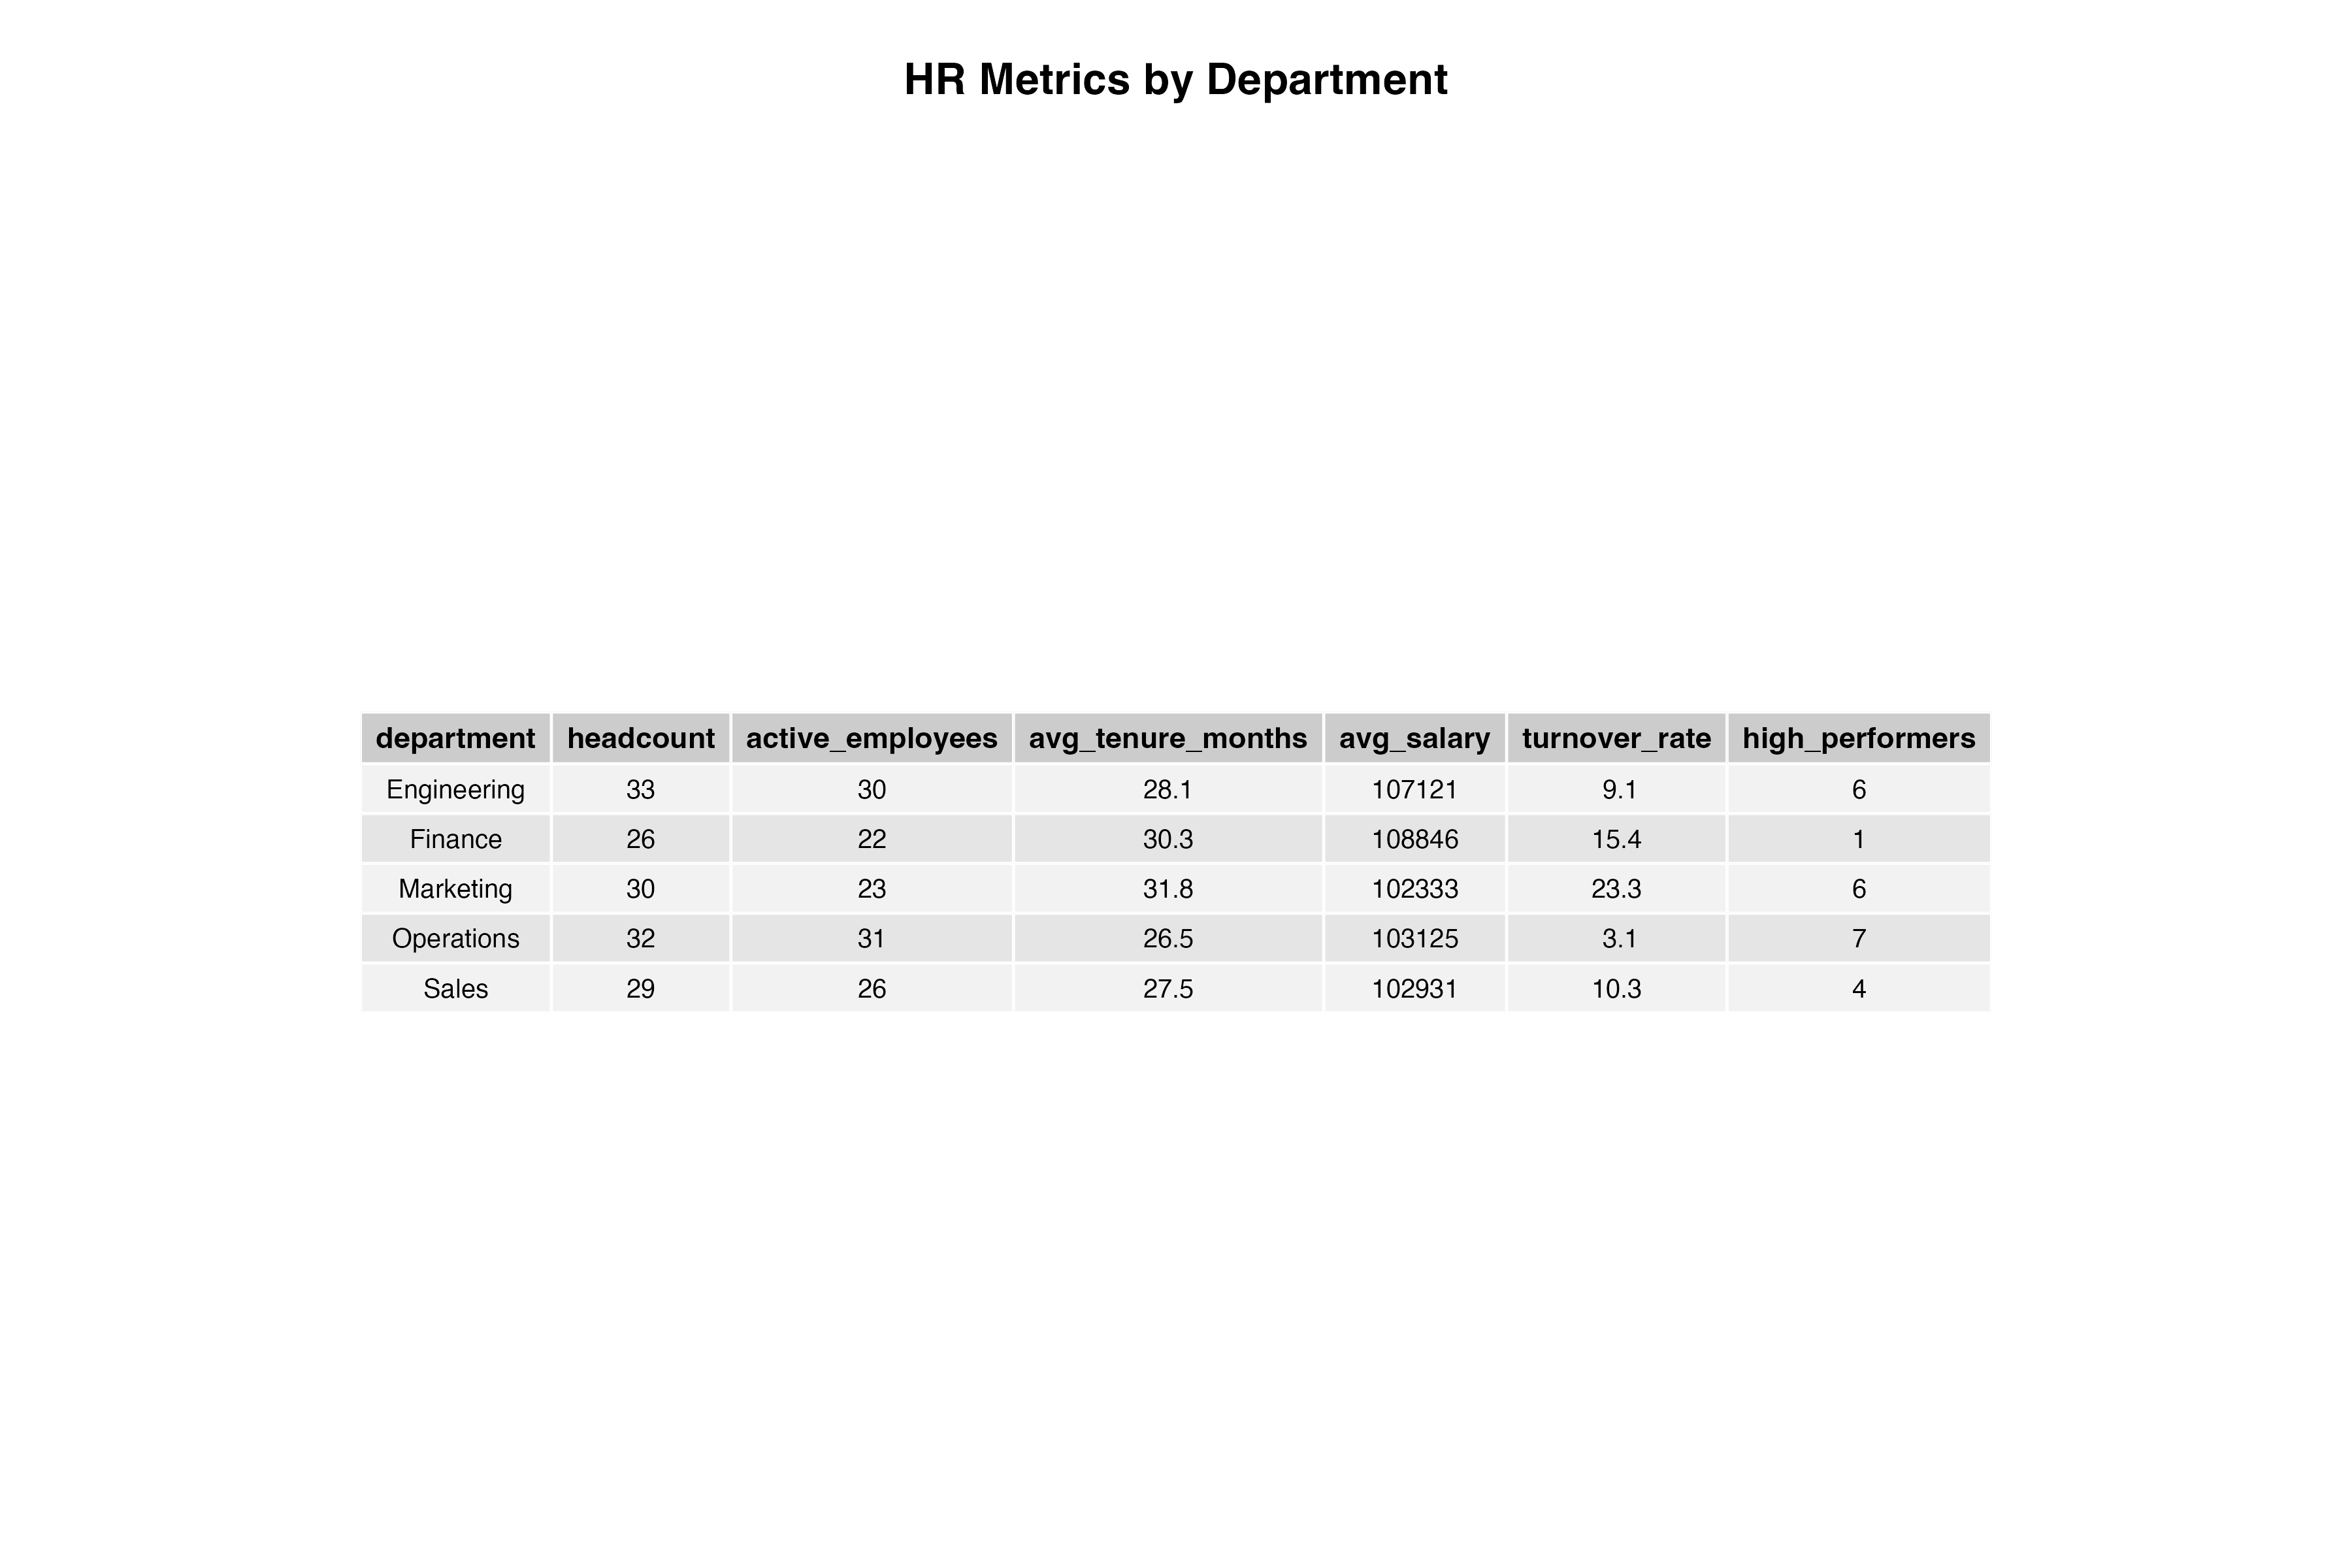 HR Metrics by Department
department headcount active_employees avg_tenure_months avg_salary turnover_rate high_performers
Engineering 33 30 28.1 107121 9.1 6
Finance 26 22 30.3 108846 15.4 1
Marketing 30 23 31.8 102333 23.3 6
Operations 32 31 26.5 103125 3.1 7
Sales 29 26 27.5 102931 10.3 4